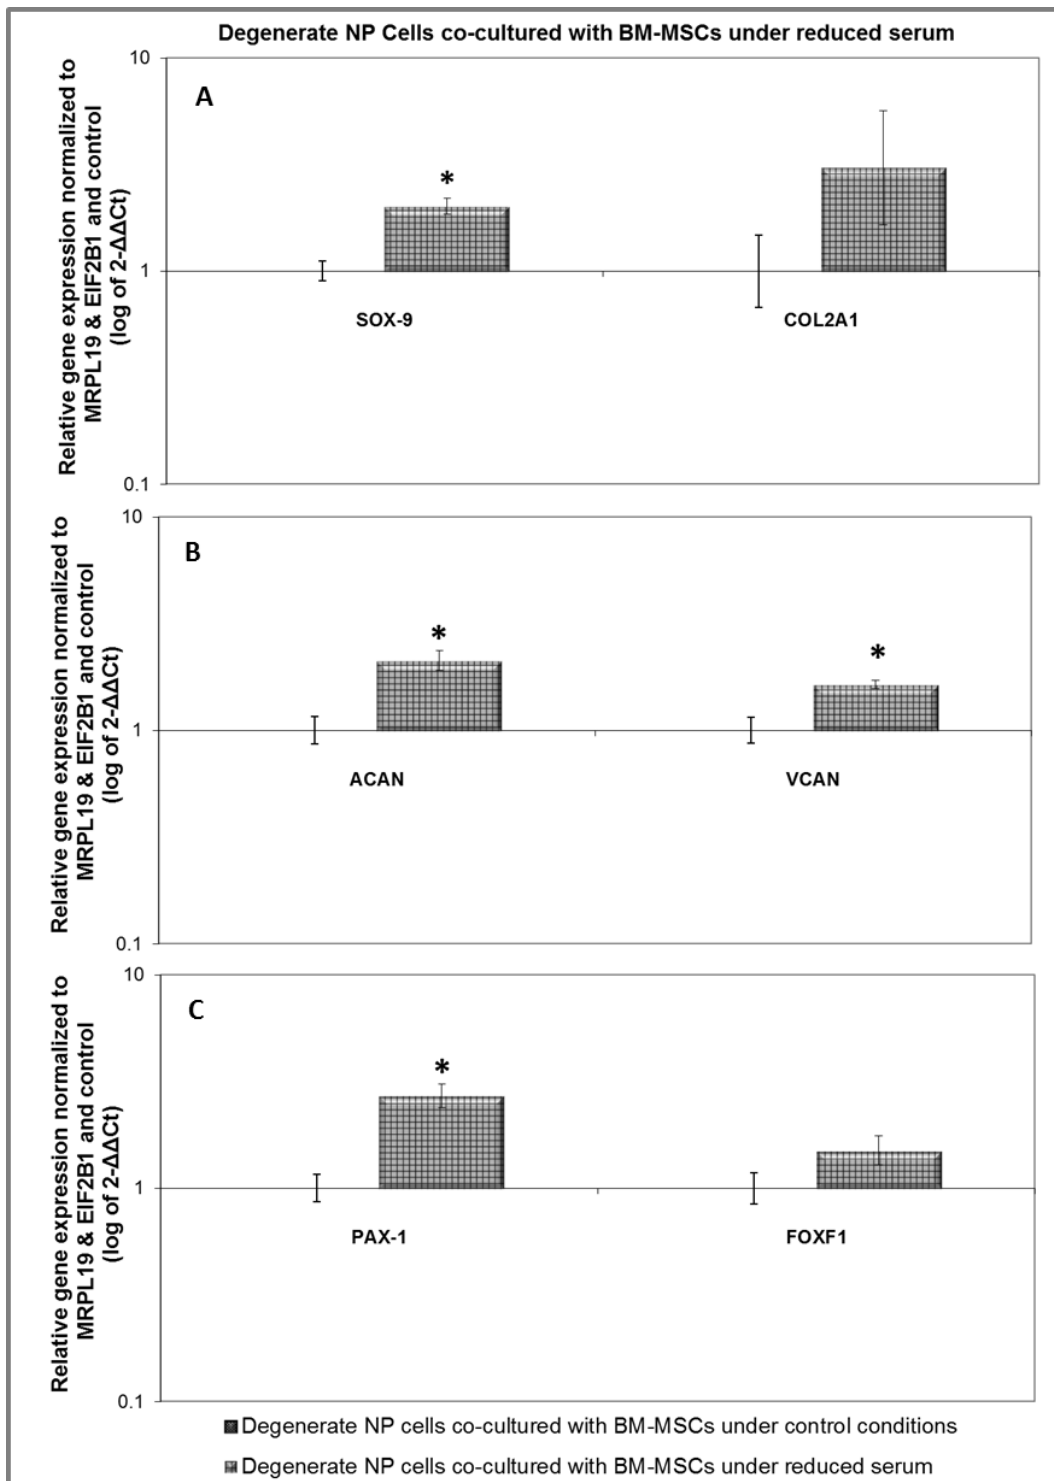 Degenerate NP Cells co-cultured with BM-MSCs under reduced serum
Relative gene expression normalized to
MRPL19 & EIF2B1 and control
(log of 2-ΔΔCt)
10
1
0.1
A
*
SOX-9
COL2A1
Relative gene expression normalized to
MRPL19 & EIF2B1 and control
(log of 2-ΔΔCt)
10
1
0.1
B
*
*
ACAN
VCAN
Relative gene expression normalized to
MRPL19 & EIF2B1 and control
(log of 2-ΔΔCt)
10
1
0.1
C
*
PAX-1
FOXF1
Degenerate NP cells co-cultured with BM-MSCs under control conditions
Degenerate NP cells co-cultured with BM-MSCs under reduced serum